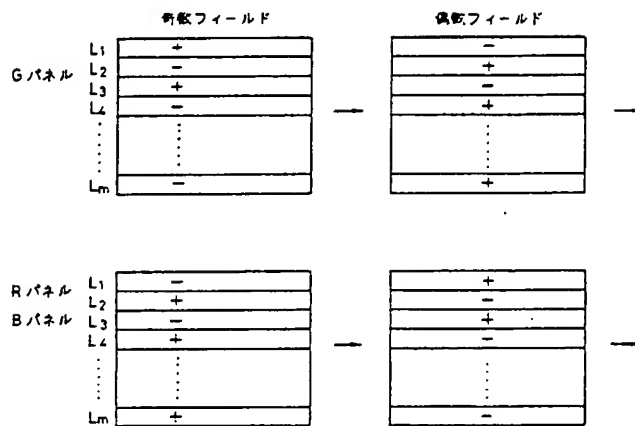 奇数フィールド 偶数フィールド
L1 + −
Gパネル L2 − +
L3 + −
L4 − +
Lm − +
L1 − +
Rパネル L2 + −
Bパネル L3 − +
L4 + −
Lm + −